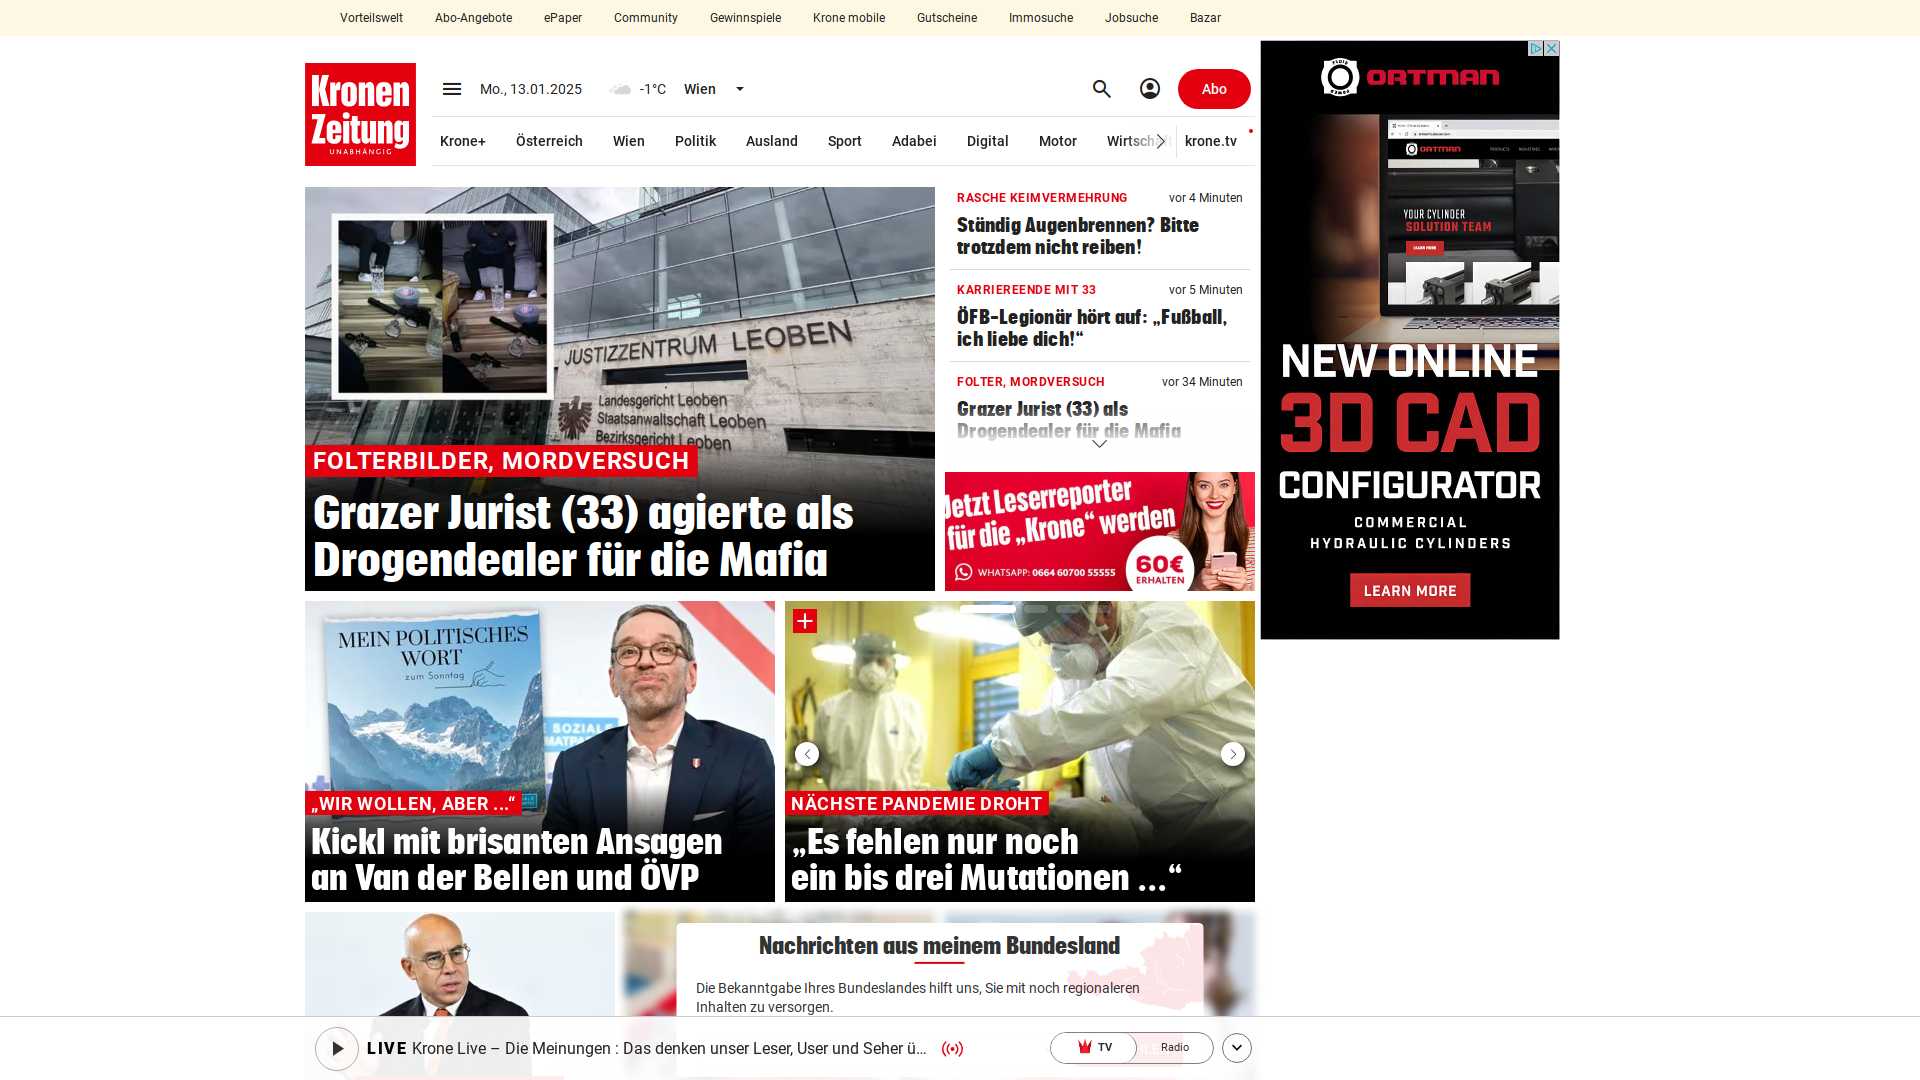 Vorteilswelt
Abo-Angebote
ePaper
Community
Gewinnspiele
Krone mobile
Gutscheine
Immosuche
Jobsuche
Bazar
Kronen
Zeitung
UNABHÄNGIG
Mo., 13.01.2025
-1°C
Wien
Abo
Krone+
Österreich
Wien
Politik
Ausland
Sport
Adabei
Digital
Motor
Wirtsch
krone.tv
JUSTIZZENTRUM LEOBEN
Landesgericht Leoben
Staatsanwaltschaft Leoben
Bezirksgericht Leoben
FOLTERBILDER, MORDVERSUCH
Grazer Jurist (33) agierte als
Drogendealer für die Mafia
RASCHE KEIMVERMEHRUNG
vor 4 Minuten
Ständig Augenbrennen? Bitte
trotzdem nicht reiben!
KARRIEREENDE MIT 33
vor 5 Minuten
ÖFB-Legionär hört auf: „Fußball,
ich liebe dich!“
FOLTER, MORDVERSUCH
vor 34 Minuten
Grazer Jurist (33) als
Drogendealer für die Mafia
Jetzt Leserreporter
für die „Krone“ werden
WHATSAPP: 0664 60700 55555
60€
ERHALTEN
MEIN POLITISCHES
WORT
zum Sonntag
SOZIALE
„WIR WOLLEN, ABER ...“
Kickl mit brisanten Ansagen
an Van der Bellen und ÖVP
NÄCHSTE PANDEMIE DROHT
„Es fehlen nur noch
ein bis drei Mutationen ...“
Nachrichten aus meinem Bundesland
Die Bekanntgabe Ihres Bundeslandes hilft uns, Sie mit noch regionaleren
Inhalten zu versorgen.
LIVE Krone Live – Die Meinungen : Das denken unser Leser, User und Seher ü...
TV
Radio
ORTMAN
ORTMAN
YOUR CYLINDER
SOLUTION TEAM
NEW ONLINE
3D CAD
CONFIGURATOR
COMMERCIAL
HYDRAULIC CYLINDERS
LEARN MORE